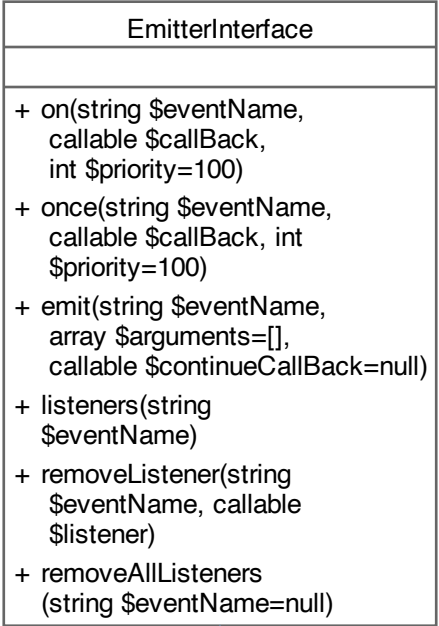 EmitterInterface
+ on(string $eventName,
callable $callBack,
int $priority=100)
+ once(string $eventName,
callable $callBack, int
$priority=100)
+ emit(string $eventName,
array $arguments=[],
callable $continueCallBack=null)
+ listeners(string
$eventName)
+ removeListener(string
$eventName, callable
$listener)
+ removeAllListeners
(string $eventName=null)